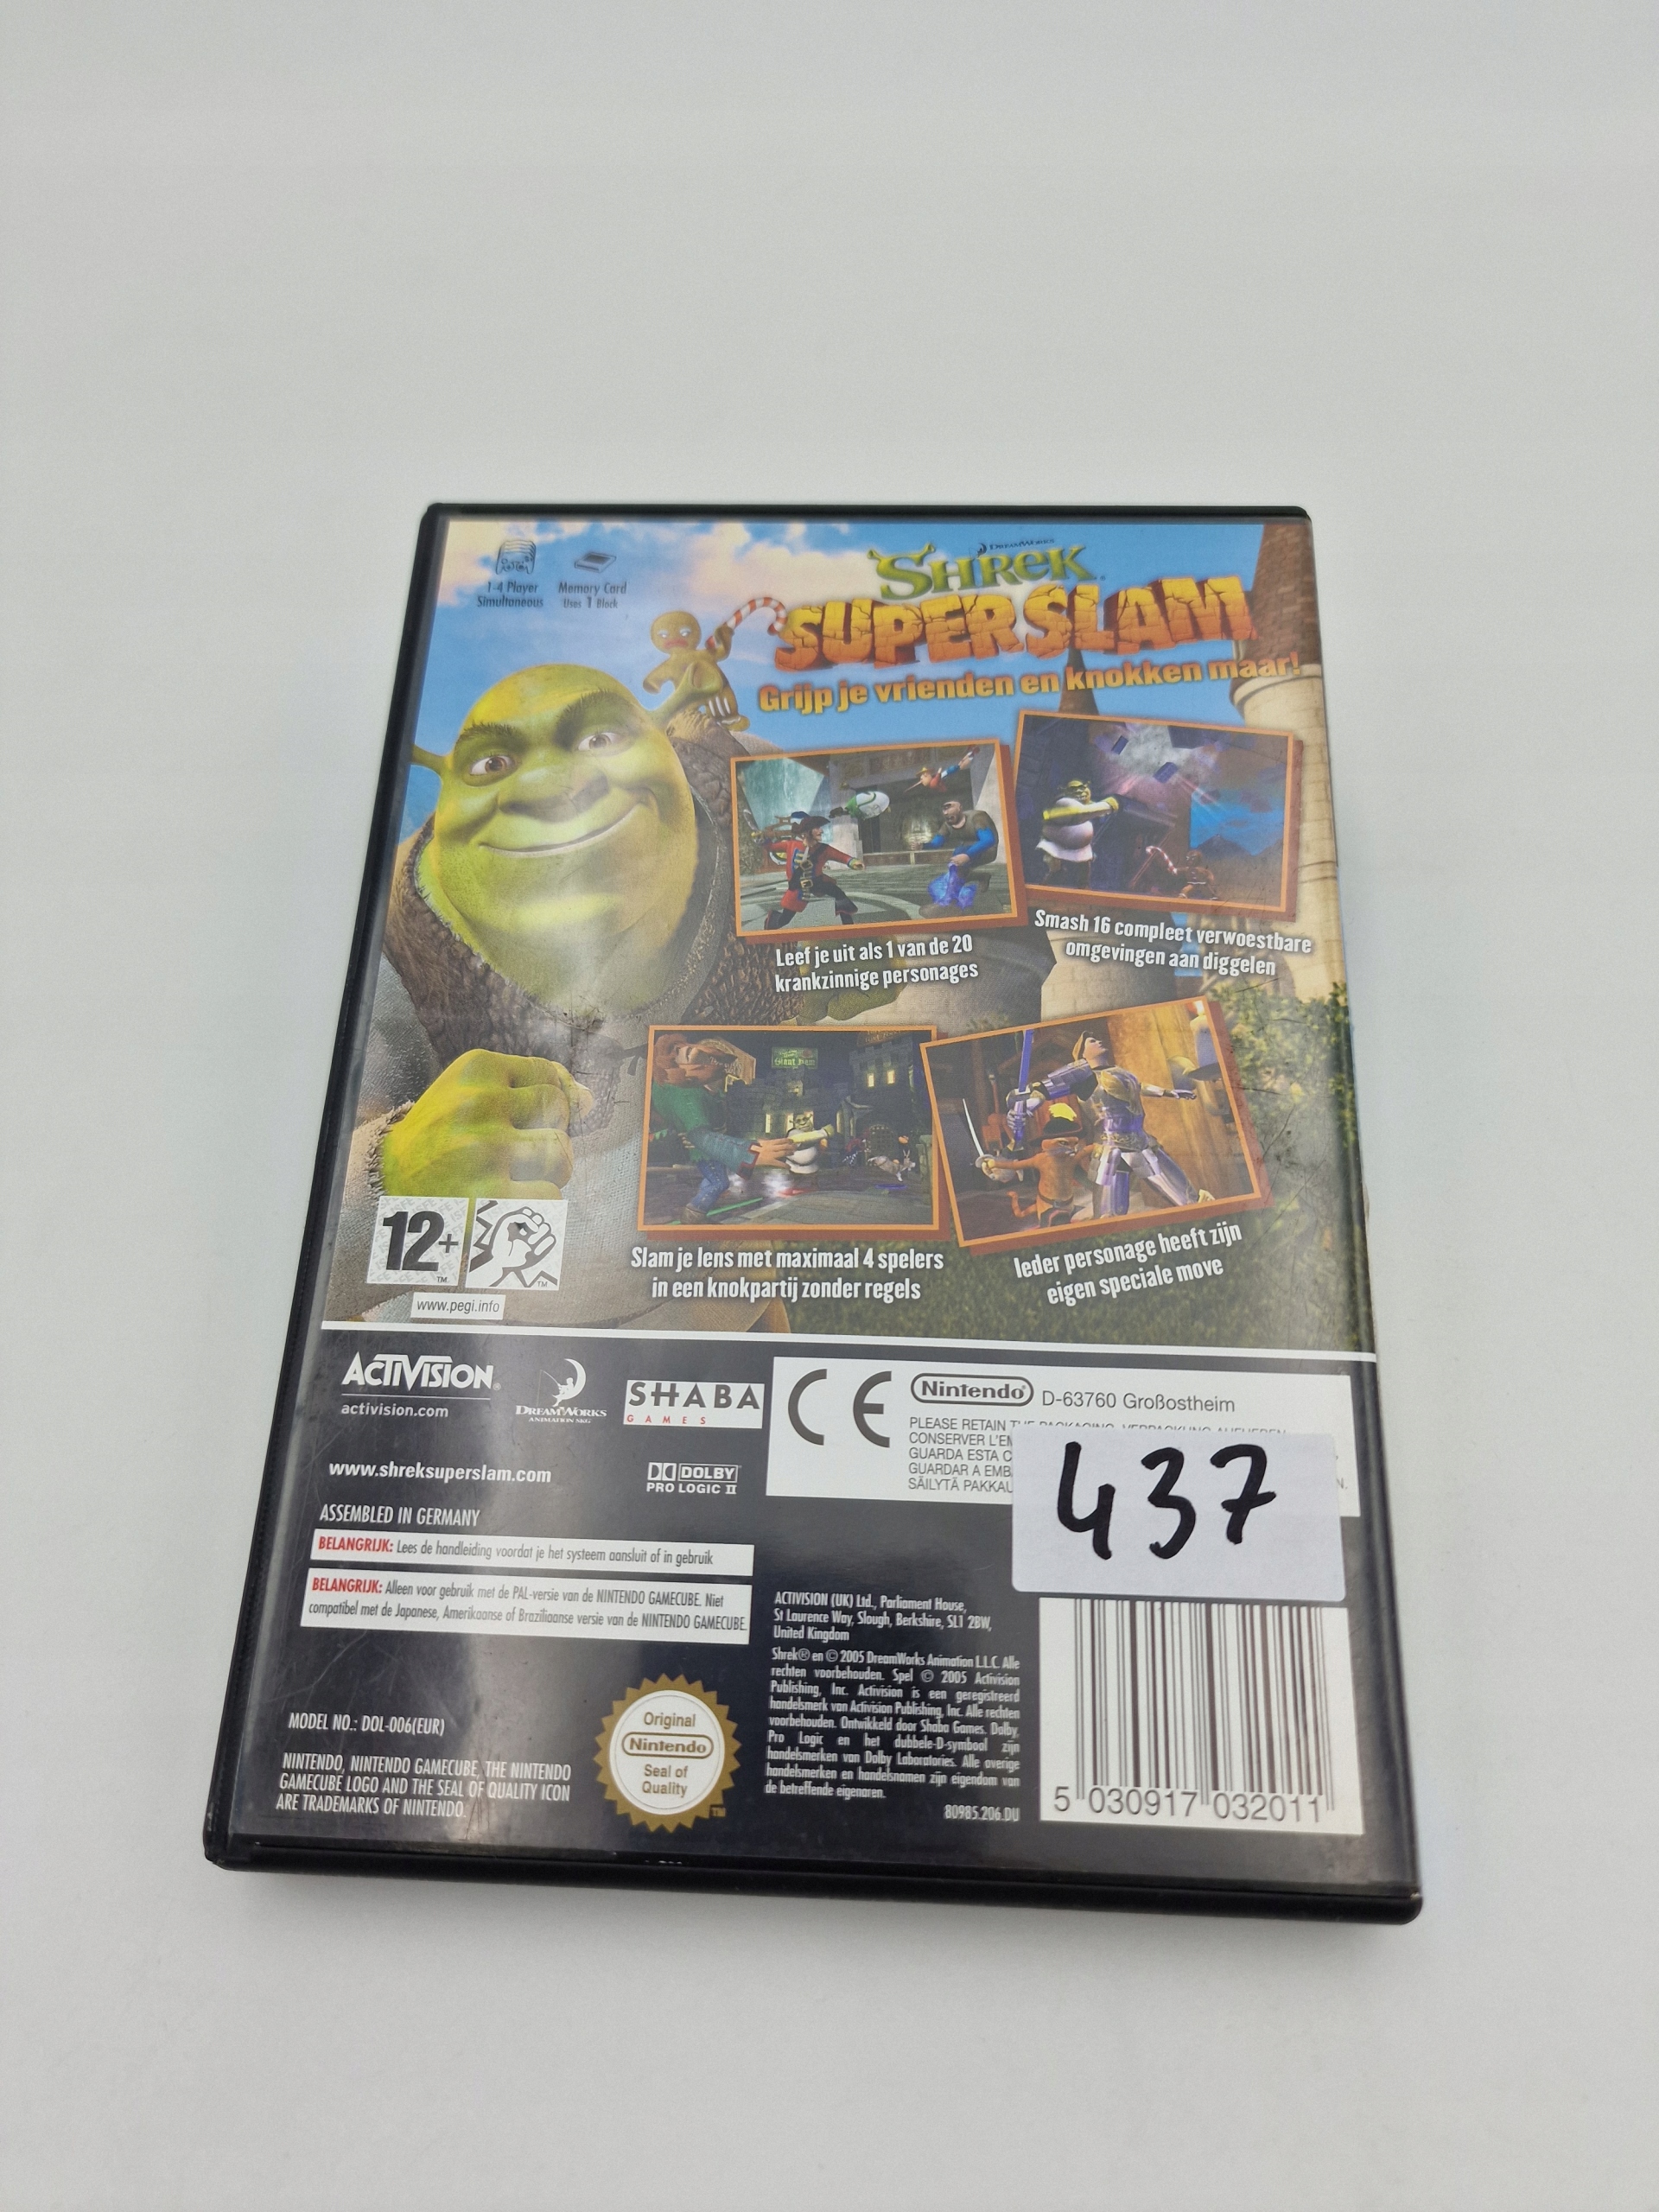 1-4 Player
Simultaneous
Memory Card
Uses 1 Block
DREAMWORKS
SHREK
SUPERSLAM
Grijp je vrienden en knokken maar!
Leef je uit als 1 van de 20
krankzinnige personages
Smash 16 compleet verwoestbare
omgevingen aan diggelen
Slam je lens met maximaal 4 spelers
in een knokpartij zonder regels
Ieder personage heeft zijn
eigen speciale move
12+
www.pegi.info
ACTIVISION
activision.com
DREAMWORKS
ANIMATION SKG
SHABA
GAMES
CE
Nintendo
D-63760 Großostheim
PLEASE RETAIN
CONSERVER
GUARDA ESTA
GUARDAR A
SÄILYTÄ
437
www.shreksuperslam.com
DOLBY
PRO LOGIC II
ASSEMBLED IN GERMANY
BELANGRIJK: Lees de handleiding voordat je het systeem aansluit of in gebruik
BELANGRIJK: Alleen voor gebruik met de PAL-versie van de NINTENDO GAMECUBE. Niet
compatibel met de Japanse, Amerikaanse of Braziliaanse versie van de NINTENDO GAMECUBE.
ACTIVISION (UK) Ltd., Parliament House,
St Laurence Way, Slough, Berkshire, SL1 2BW,
United Kingdom
Shrek® en © 2005 DreamWorks Animation L.L.C. Alle
rechten voorbehouden. Spel © 2005 Activision
Publishing, Inc. Activision is een geregistreerd
handelsmerk van Activision Publishing, Inc. Alle rechten
voorbehouden. Ontwikkeld door Shaba Games. Dolby,
Pro Logic en het dubbele-D-symbool zijn
handelsmerken van Dolby Laboratories. Alle overige
handelsmerken en handelsnamen zijn eigendom van
de betreffende eigenaren.
80985.206.DU
MODEL NO.: DOL-006(EUR)
NINTENDO, NINTENDO GAMECUBE, THE NINTENDO
GAMECUBE LOGO AND THE SEAL OF QUALITY ICON
ARE TRADEMARKS OF NINTENDO.
Original
Nintendo
Seal of
Quality
5 030917 032011